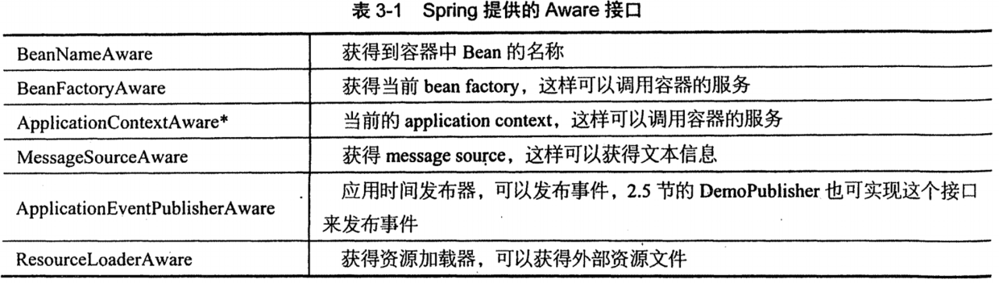 表 3-1 Spring 提供的 Aware 接口
BeanNameAware 获得到容器中 Bean 的名称
BeanFactoryAware 获得当前 bean factory，这样可以调用容器的服务
ApplicationContextAware* 当前的 application context，这样可以调用容器的服务
MessageSourceAware 获得 message source，这样可以获得文本信息
ApplicationEventPublisherAware 应用时间发布器，可以发布事件，2.5 节的 DemoPublisher 也可实现这个接口
来发布事件
ResourceLoaderAware 获得资源加载器，可以获得外部资源文件